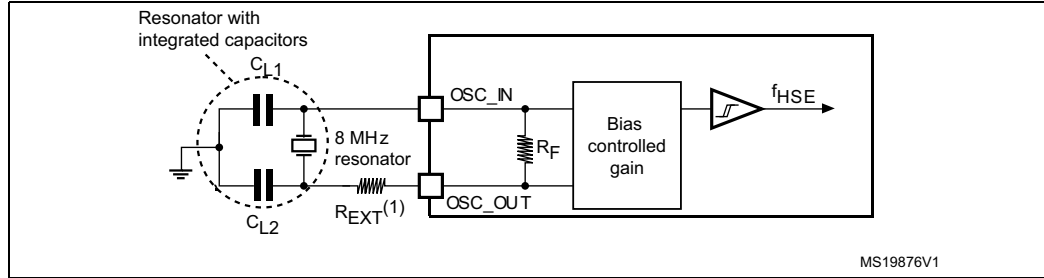 Resonator with
integrated capacitors
CL1
OSC_IN
fHSE
8 MHz
resonator
RF
Bias
controlled
gain
REXT(1)
OSC_OUT
CL2
MS19876V1